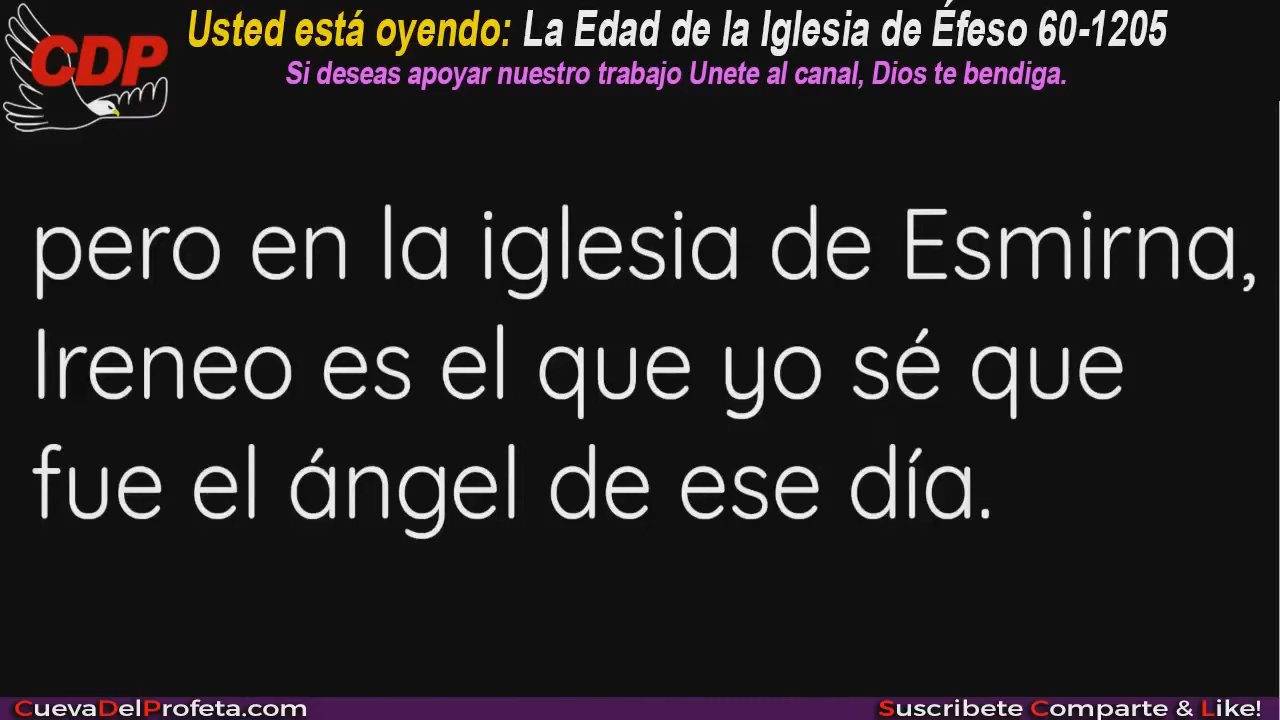 CDP
Usted está oyendo: La Edad de la Iglesia de Éfeso 60-1205
Si deseas apoyar nuestro trabajo Unete al canal, Dios te bendiga.
pero en la iglesia de Esmirna,
Ireneo es el que yo sé que
fue el ángel de ese día.
CuevaDelProfeta.com
Suscribete Comparte & Like!